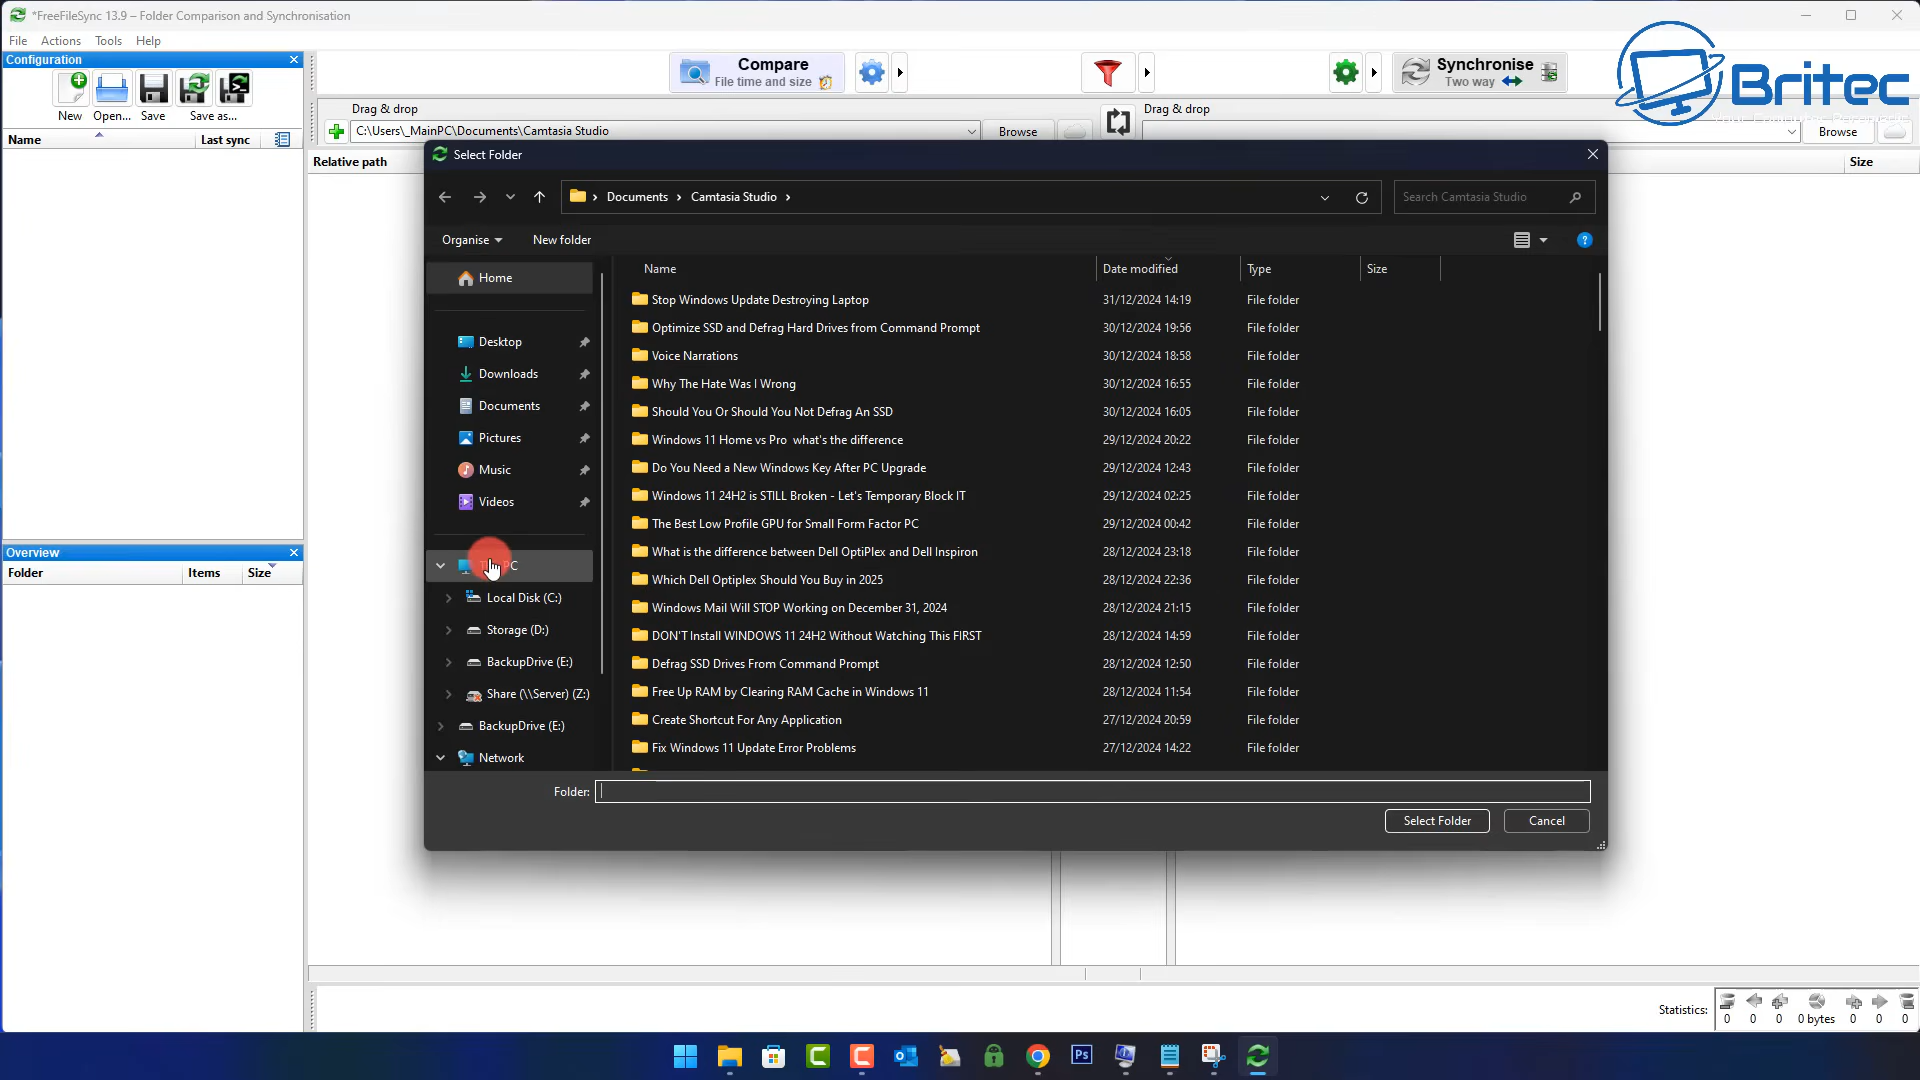 *FreeFileSync 13.9 – Folder Comparison and Synchronisation
File Actions Tools Help
Configuration
New Open... Save Save as...
Name Last sync
Compare
File time and size
Synchronise
Two way
Britec
Drag & drop
C:\Users\_MainPC\Documents\Camtasia Studio
Browse
Drag & drop
Browse
Relative path
Size
Select Folder
Documents Camtasia Studio
Search Camtasia Studio
Organise New folder
Home
Desktop
Downloads
Documents
Pictures
Music
Videos
PC
Local Disk (C:)
Storage (D:)
BackupDrive (E:)
Share (\\Server) (Z:)
BackupDrive (E:)
Network
Name Date modified Type Size
Stop Windows Update Destroying Laptop 31/12/2024 14:19 File folder
Optimize SSD and Defrag Hard Drives from Command Prompt 30/12/2024 19:56 File folder
Voice Narrations 30/12/2024 18:58 File folder
Why The Hate Was I Wrong 30/12/2024 16:55 File folder
Should You Or Should You Not Defrag An SSD 30/12/2024 16:05 File folder
Windows 11 Home vs Pro what's the difference 29/12/2024 20:22 File folder
Do You Need a New Windows Key After PC Upgrade 29/12/2024 12:43 File folder
Windows 11 24H2 is STILL Broken - Let's Temporary Block IT 29/12/2024 02:25 File folder
The Best Low Profile GPU for Small Form Factor PC 29/12/2024 00:42 File folder
What is the difference between Dell OptiPlex and Dell Inspiron 28/12/2024 23:18 File folder
Which Dell Optiplex Should You Buy in 2025 28/12/2024 22:36 File folder
Windows Mail Will STOP Working on December 31, 2024 28/12/2024 21:15 File folder
DON'T Install WINDOWS 11 24H2 Without Watching This FIRST 28/12/2024 14:59 File folder
Defrag SSD Drives From Command Prompt 28/12/2024 12:50 File folder
Free Up RAM by Clearing RAM Cache in Windows 11 28/12/2024 11:54 File folder
Create Shortcut For Any Application 27/12/2024 20:59 File folder
Fix Windows 11 Update Error Problems 27/12/2024 14:22 File folder
Folder:
Select Folder Cancel
Overview
Folder Items Size
Statistics: 0 0 0 0 bytes 0 0 0
Ps